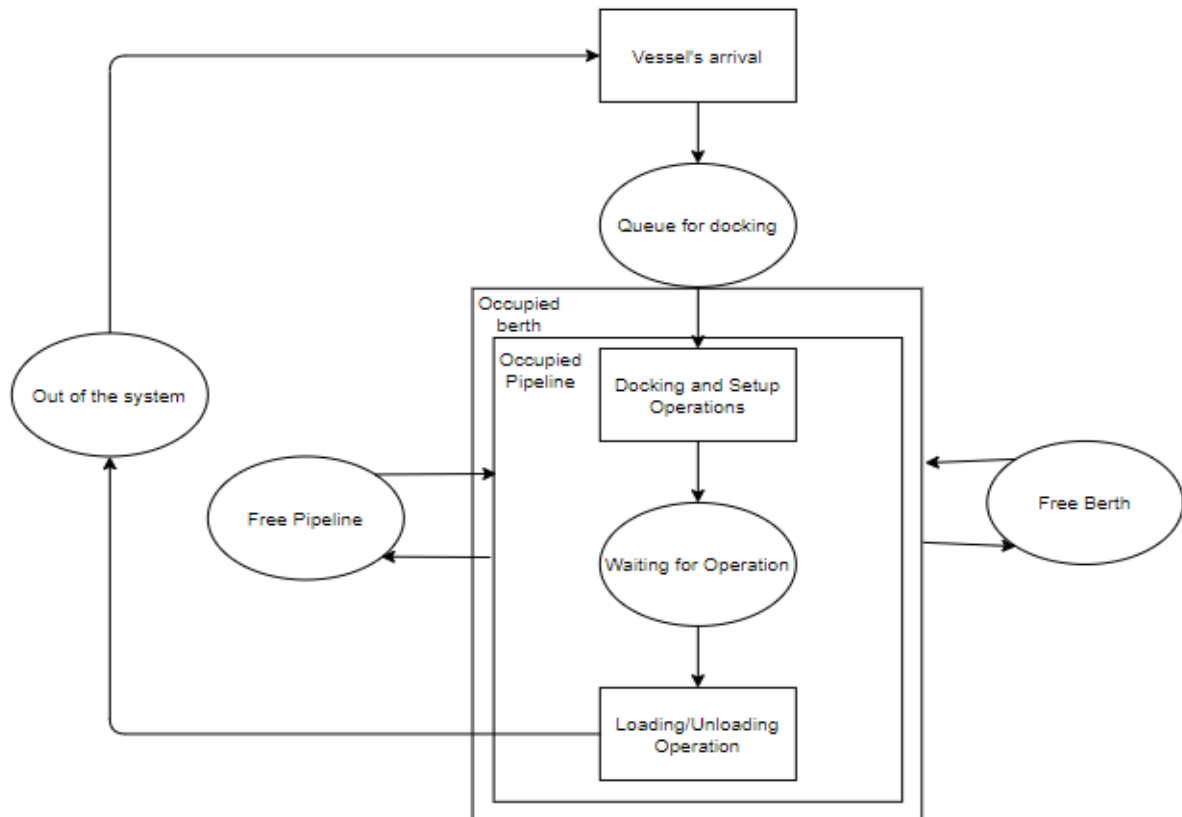 Vessel's arrival
Queue for docking
Occupied
berth
Occupied
Pipeline
Docking and Setup
Operations
Out of the system
Free Pipeline
Free Berth
Waiting for Operation
Loading/Unloading
Operation